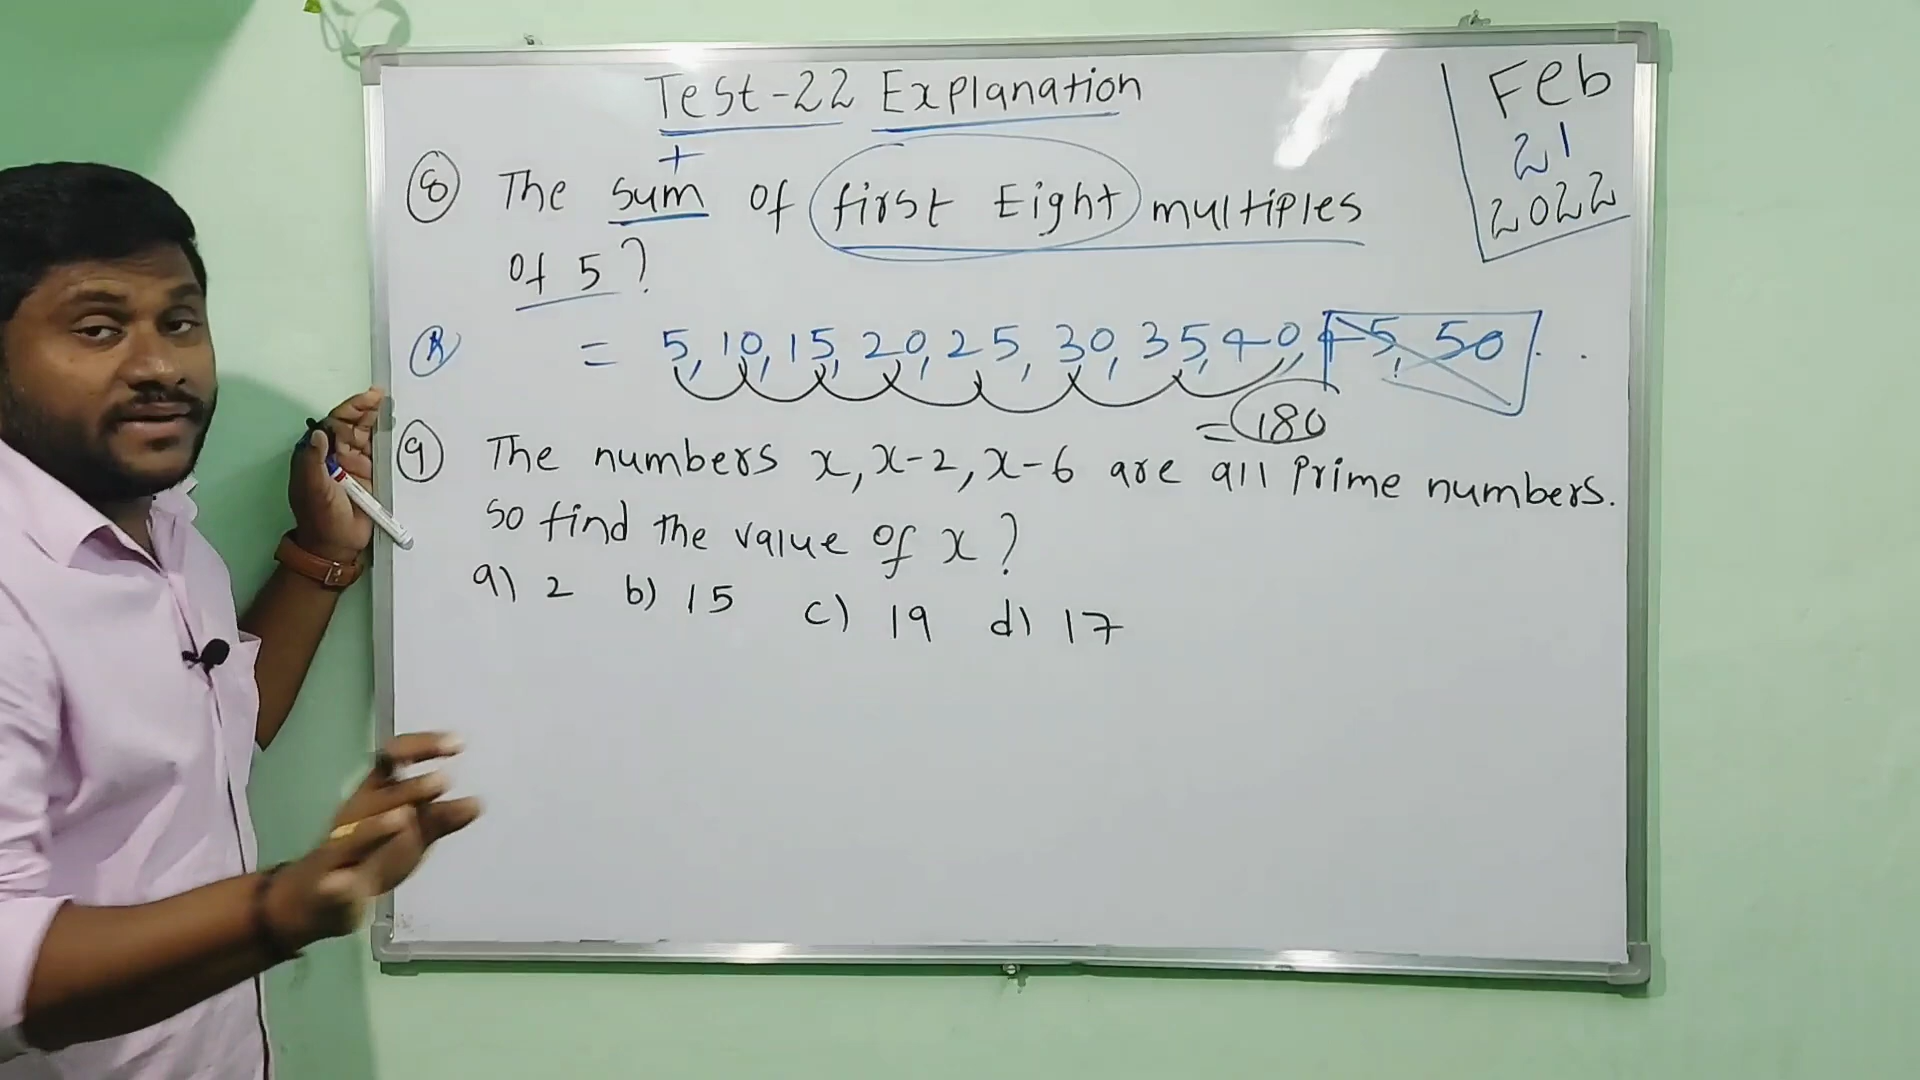 Test-22 Explanation
Feb
21
2022
+
8 The sum of first Eight multiples
of 5?
= 5, 10, 15, 20, 25, 30, 35, 40, 45, 50 . .
= 180
9 The numbers x, x-2, x-6 are all prime numbers.
so find the value of x?
a) 2 b) 15 c) 19 d) 17